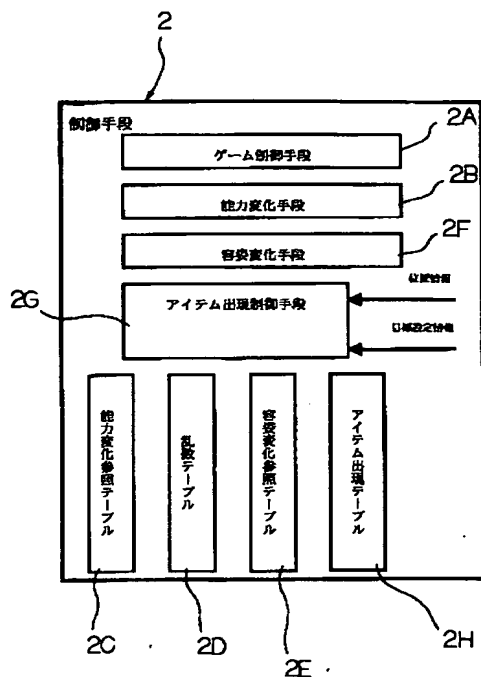 2
制御手段
2A
ゲーム制御手段
2B
能力変化手段
2F
容姿変化手段
2G
アイテム出現制御手段
位置情報
目標設定情報
能力変化参照テーブル
乱数テーブル
容姿変化参照テーブル
アイテム出現テーブル
2C
2D
2E
2H